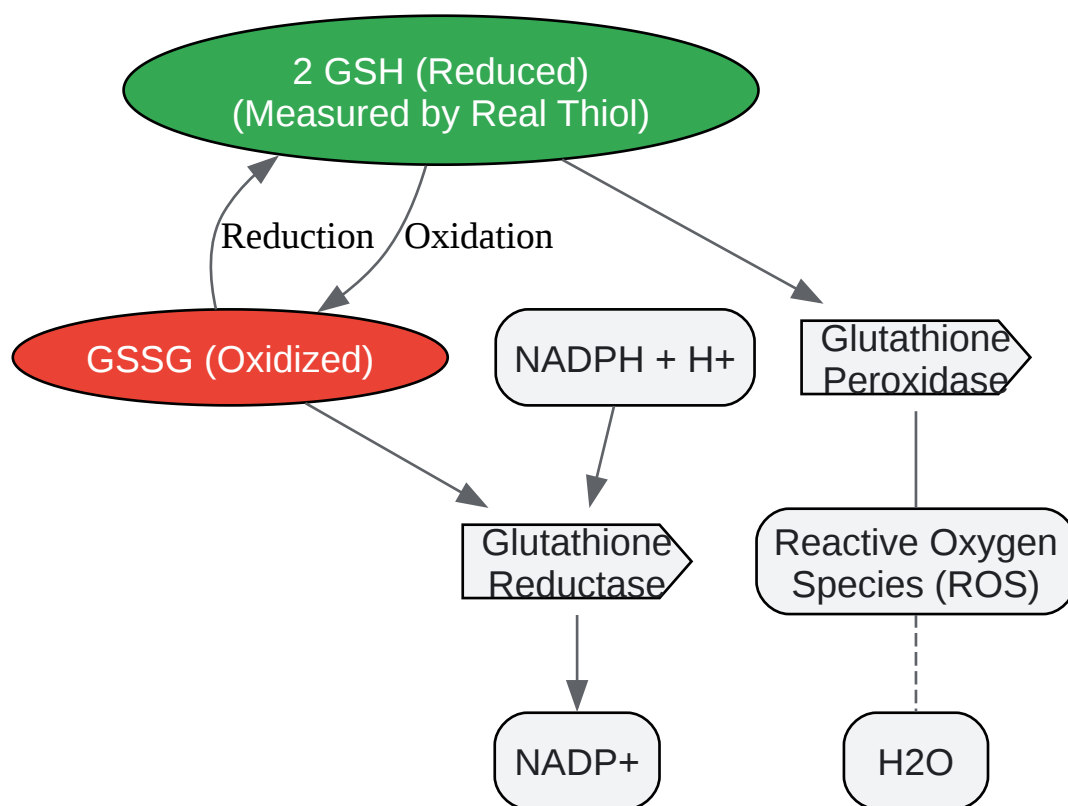 2 GSH (Reduced)
(Measured by Real Thiol)
Reduction
Oxidation
GSSG (Oxidized)
NADPH + H+
Glutathione
Peroxidase
Glutathione
Reductase
Reactive Oxygen
Species (ROS)
NADP+
H2O